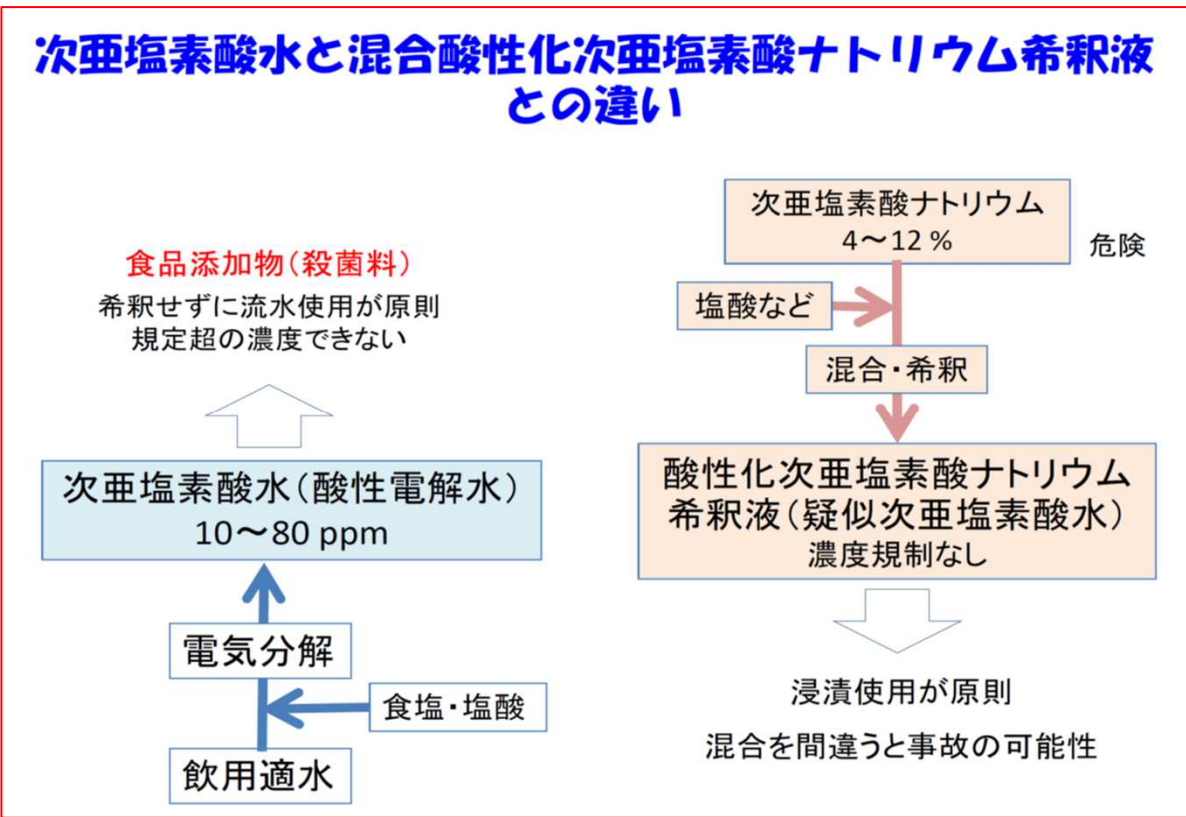 次亜塩素酸水と混合酸性化次亜塩素酸ナトリウム希釈液
との違い
食品添加物(殺菌料)
希釈せずに流水使用が原則
規定超の濃度できない
次亜塩素酸水(酸性電解水)
10~80 ppm
電気分解
食塩・塩酸
飲用適水
次亜塩素酸ナトリウム
4~12 %
危険
塩酸など
混合・希釈
酸性化次亜塩素酸ナトリウム
希釈液(疑似次亜塩素酸水)
濃度規制なし
浸漬使用が原則
混合を間違うと事故の可能性